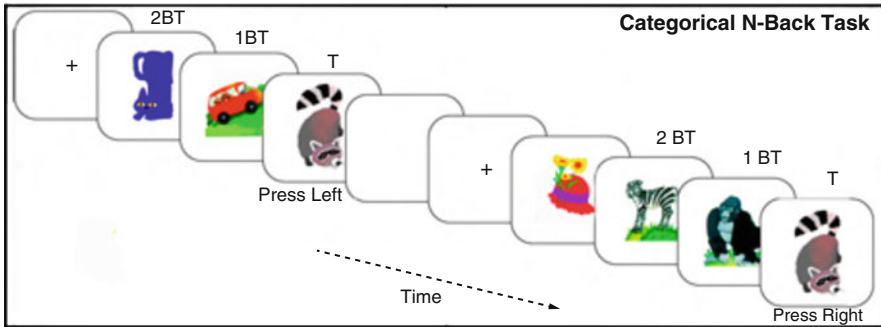 Categorical N-Back Task
2BT
1BT
T
+
Press Left
+
2 BT
1 BT
T
Press Right
Time